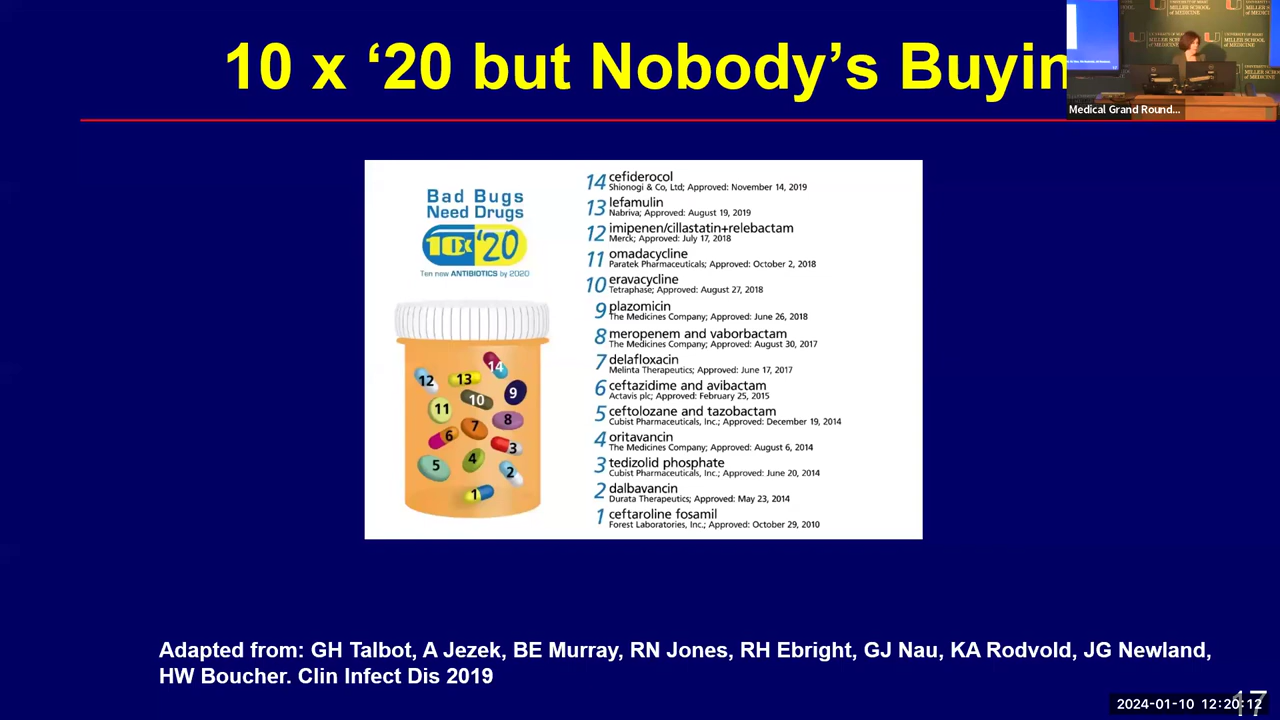 10 x ‘20 but Nobody’s Buyin
Medical Grand Round...
Bad Bugs
Need Drugs
10x '20
Ten new ANTIBIOTICS by 2020
14 cefiderocol
Shionogi & Co, Ltd; Approved: November 14, 2019
13 lefamulin
Nabriva; Approved: August 19, 2019
12 imipenen/cillastatin+relebactam
Merck; Approved: July 17, 2018
11 omadacycline
Paratek Pharmaceuticals; Approved: October 2, 2018
10 eravacycline
Tetraphase; Approved: August 27, 2018
9 plazomicin
The Medicines Company; Approved: June 26, 2018
8 meropenem and vaborbactam
The Medicines Company; Approved: August 30, 2017
7 delafloxacin
Melinta Therapeutics; Approved: June 17, 2017
6 ceftazidime and avibactam
Actavis plc; Approved: February 25, 2015
5 ceftolozane and tazobactam
Cubist Pharmaceuticals, Inc.; Approved: December 19, 2014
4 oritavancin
The Medicines Company; Approved: August 6, 2014
3 tedizolid phosphate
Cubist Pharmaceuticals, Inc.; Approved: June 20, 2014
2 dalbavancin
Durata Therapeutics; Approved: May 23, 2014
1 ceftaroline fosamil
Forest Laboratories, Inc.; Approved: October 29, 2010
14
12 13
9
10
11
8
7
6
3
5 4
2
1
Adapted from: GH Talbot, A Jezek, BE Murray, RN Jones, RH Ebright, GJ Nau, KA Rodvold, JG Newland,
HW Boucher. Clin Infect Dis 2019
2024-01-10 12:20:12
17